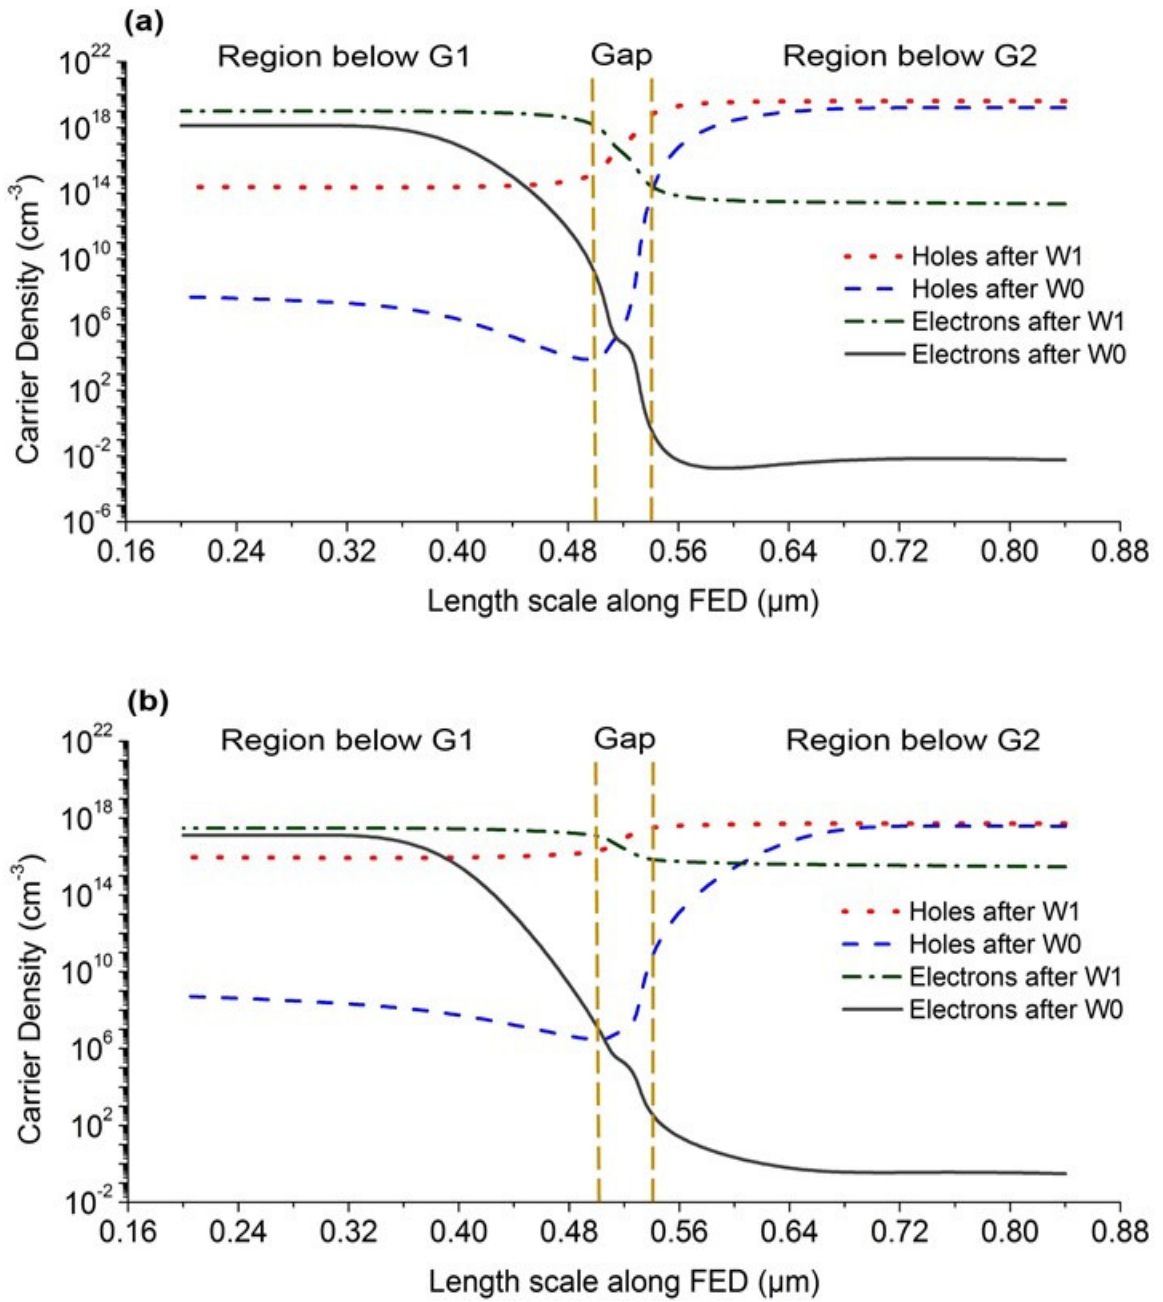 (a)
Region below G1 Gap Region below G2
10^22
10^18
10^14
10^10
10^6
10^2
10^-2
10^-6
Carrier Density (cm^-3)
Holes after W1
Holes after W0
Electrons after W1
Electrons after W0
0.16 0.24 0.32 0.40 0.48 0.56 0.64 0.72 0.80 0.88
Length scale along FED (µm)
(b)
Region below G1 Gap Region below G2
10^22
10^18
10^14
10^10
10^6
10^2
10^-2
Carrier Density (cm^-3)
Holes after W1
Holes after W0
Electrons after W1
Electrons after W0
0.16 0.24 0.32 0.40 0.48 0.56 0.64 0.72 0.80 0.88
Length scale along FED (µm)